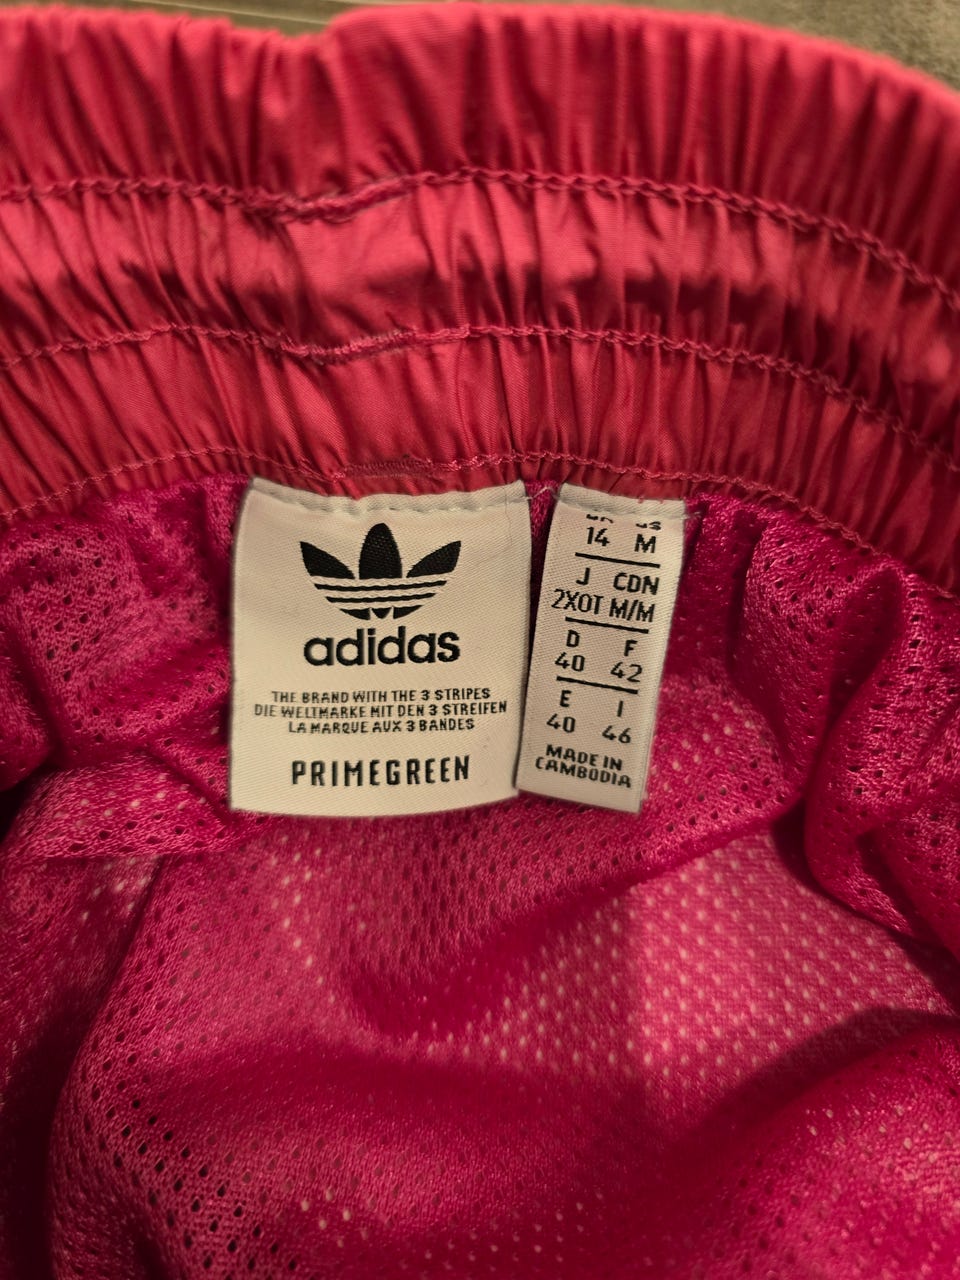 adidas
THE BRAND WITH THE 3 STRIPES
DIE WELTMARKE MIT DEN 3 STREIFEN
LA MARQUE AUX 3 BANDES
PRIMEGREEN
14 M
J CDN
2XOT M/M
D F
40 42
E I
40 46
MADE IN
CAMBODIA